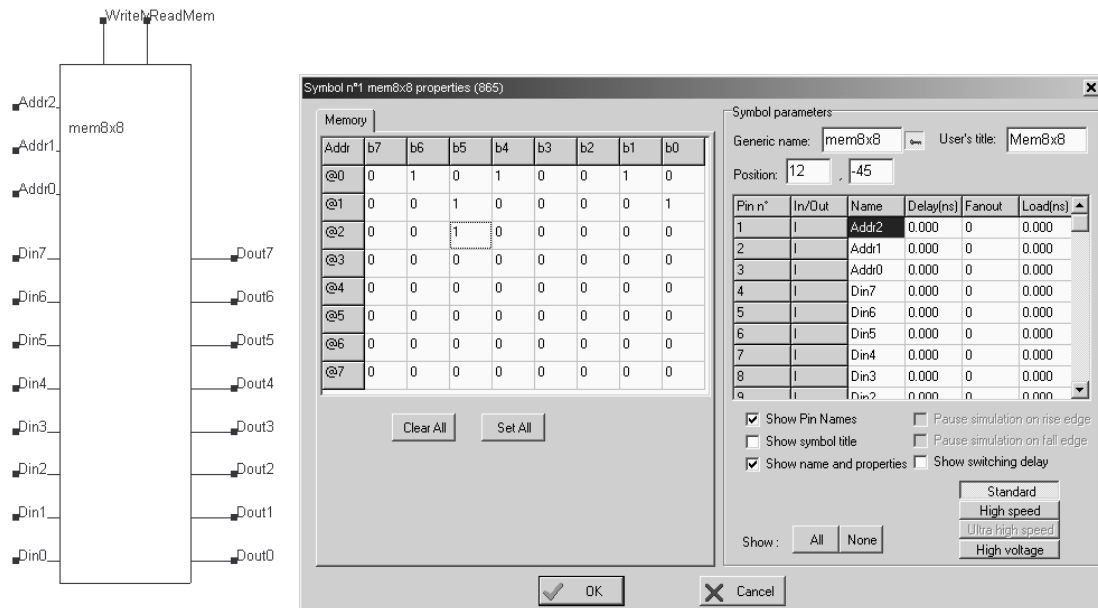 WriteMReadMem
Addr2
mem8x8
Addr1
Addr0
Din7
Dout7
Din6
Dout6
Din5
Dout5
Din4
Dout4
Din3
Dout3
Din2
Dout2
Din1
Dout1
Din0
Dout0
Symbol n°1 mem8x8 properties (865)
Memory
Addr b7 b6 b5 b4 b3 b2 b1 b0
@0 0 1 0 1 0 0 1 0
@1 0 0 1 0 0 0 0 1
@2 0 0 1 0 0 0 0 0
@3 0 0 0 0 0 0 0 0
@4 0 0 0 0 0 0 0 0
@5 0 0 0 0 0 0 0 0
@6 0 0 0 0 0 0 0 0
@7 0 0 0 0 0 0 0 0
Clear All Set All
Symbol parameters
Generic name: mem8x8 User's title: Mem8x8
Position: 12 , -45
Pin n° In/Out Name Delay(ns) Fanout Load(ns)
1 I Addr2 0.000 0 0.000
2 I Addr1 0.000 0 0.000
3 I Addr0 0.000 0 0.000
4 I Din7 0.000 0 0.000
5 I Din6 0.000 0 0.000
6 I Din5 0.000 0 0.000
7 I Din4 0.000 0 0.000
8 I Din3 0.000 0 0.000
9 I Din2 0.000 0 0.000
Show Pin Names Pause simulation on rise edge
Show symbol title Pause simulation on fall edge
Show name and properties Show switching delay
Standard
High speed
Ultra high speed
High voltage
Show : All None
OK Cancel